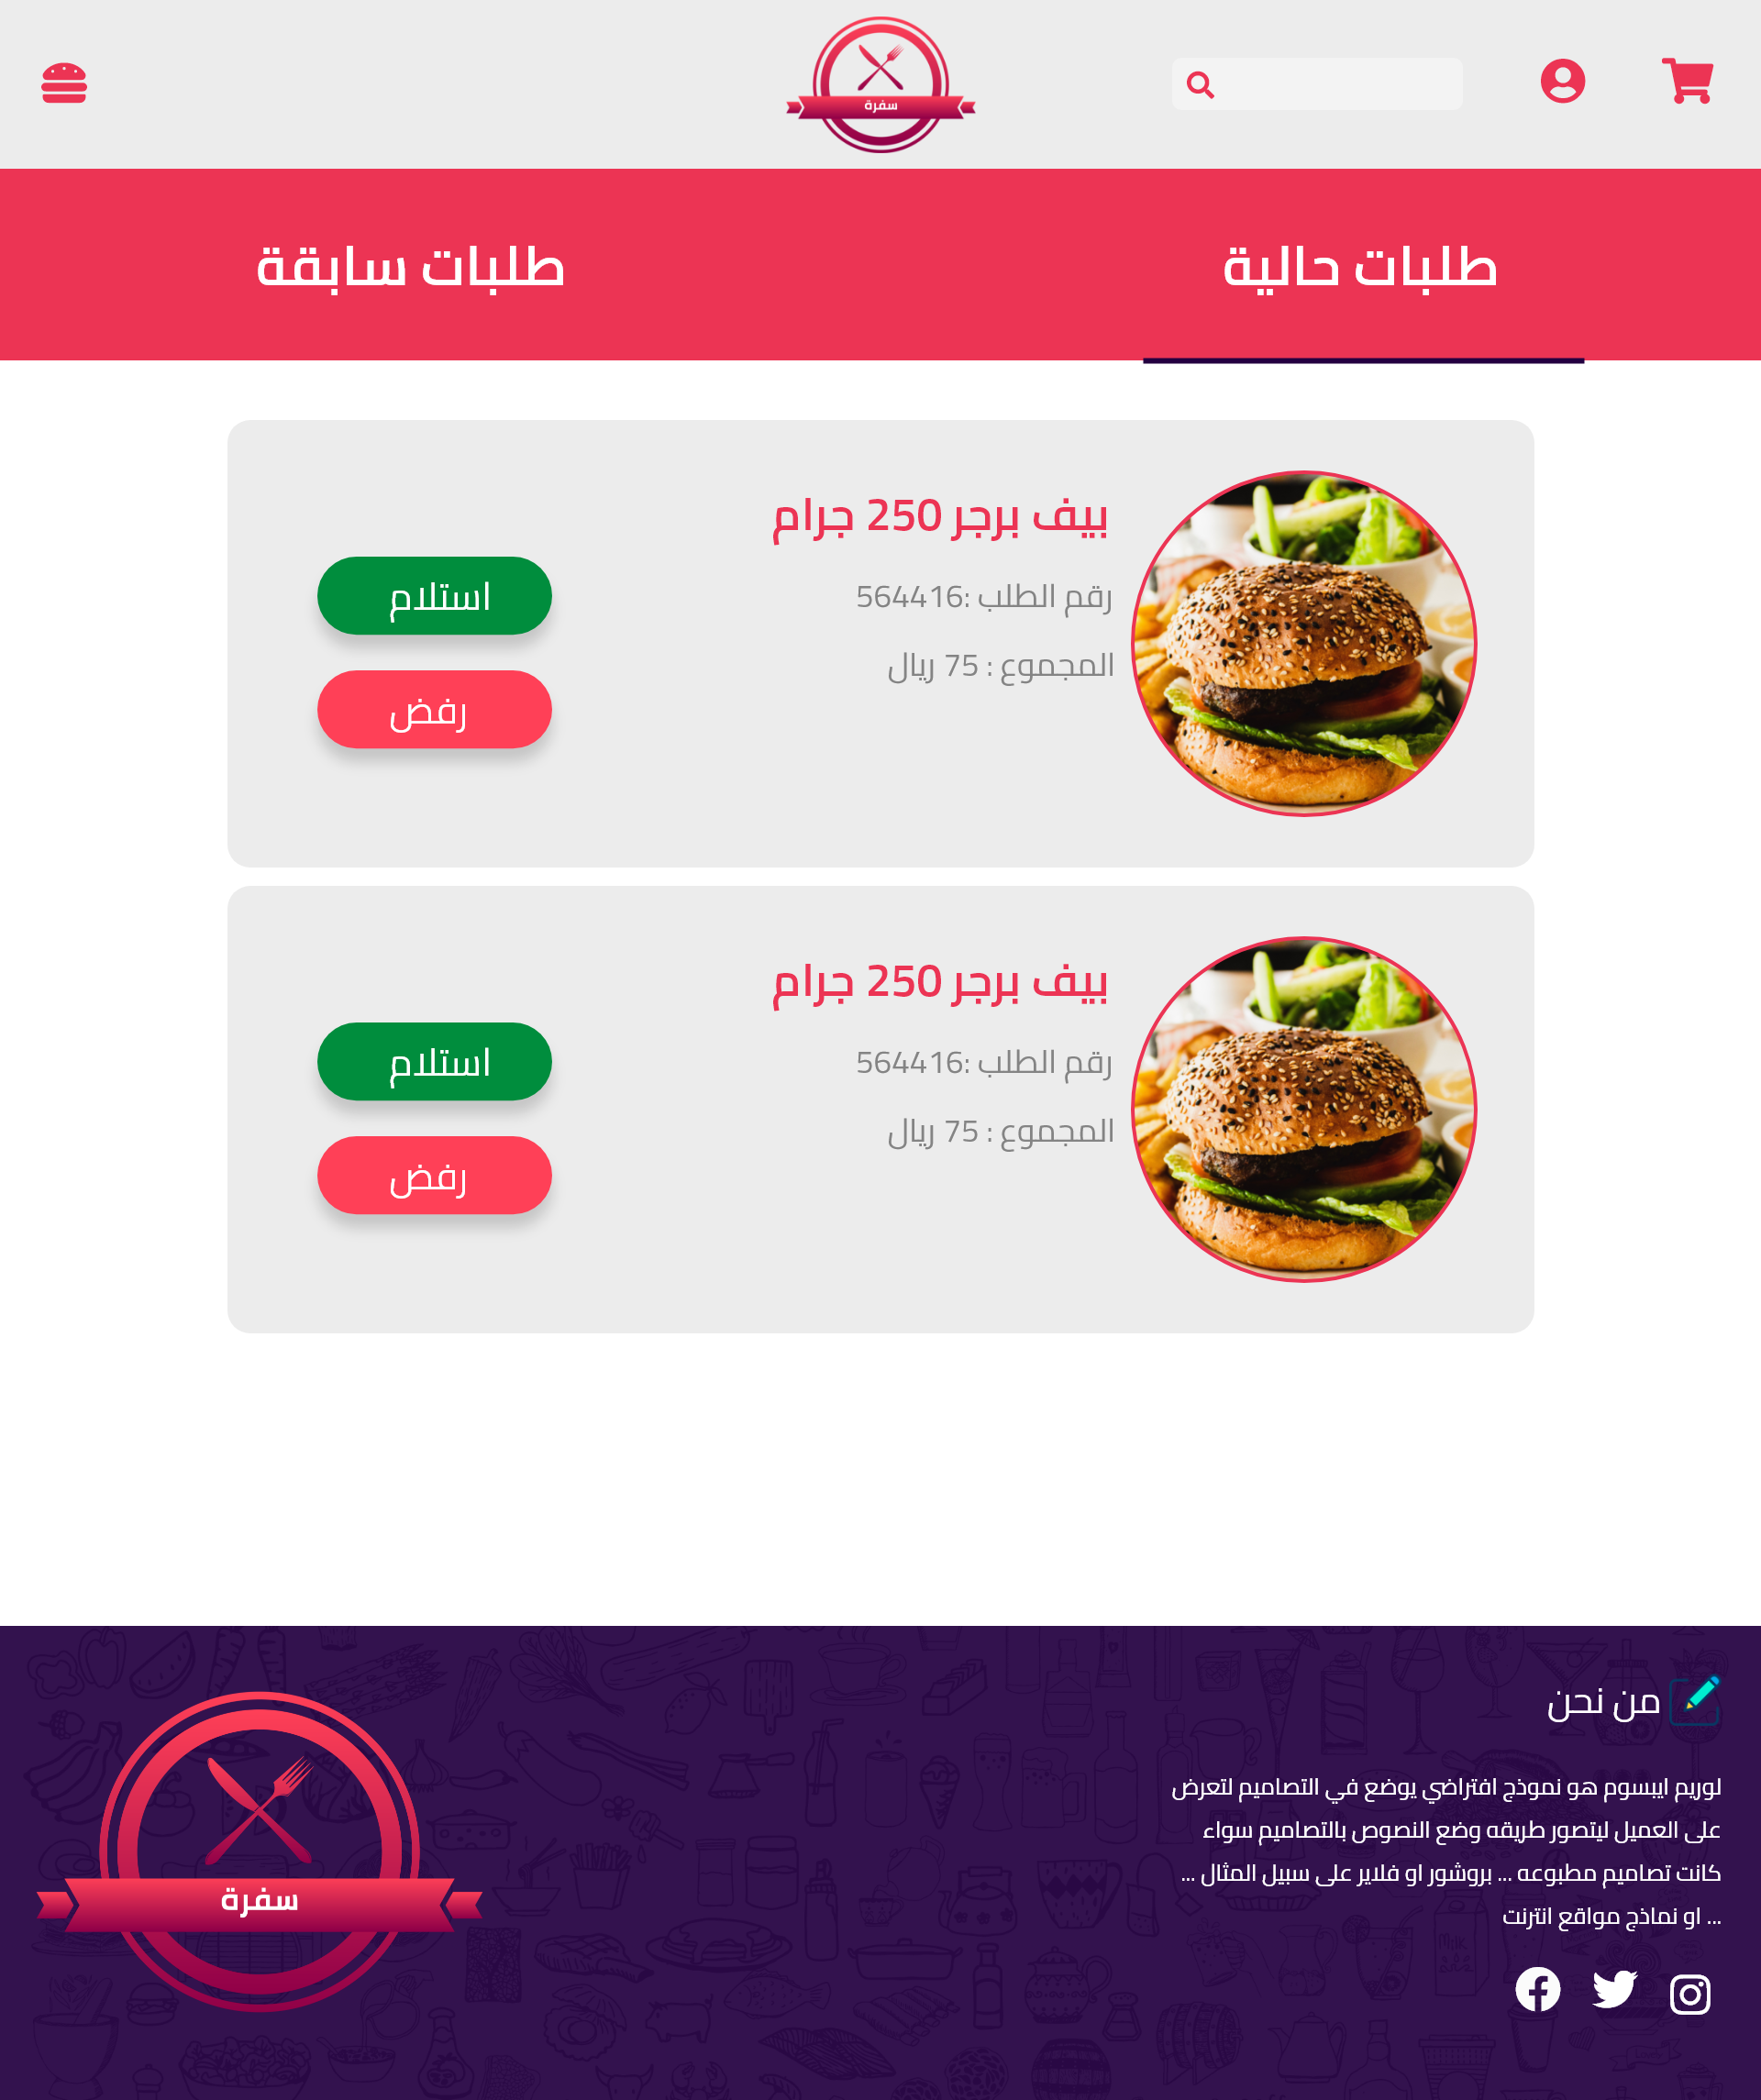 سفرة
طلبات حالية
طلبات سابقة
بيف برجر 250 جرام
رقم الطلب :564416
المجموع : 75 ريال
استلام
رفض
بيف برجر 250 جرام
رقم الطلب :564416
المجموع : 75 ريال
استلام
رفض
من نحن
لوريم ايبسوم هو نموذج افتراضي يوضع في التصاميم لتعرض
على العميل ليتصور طريقه وضع النصوص بالتصاميم سواء
كانت تصاميم مطبوعه ... بروشور او فلاير على سبيل المثال ...
... او نماذج مواقع انترنت
سفرة